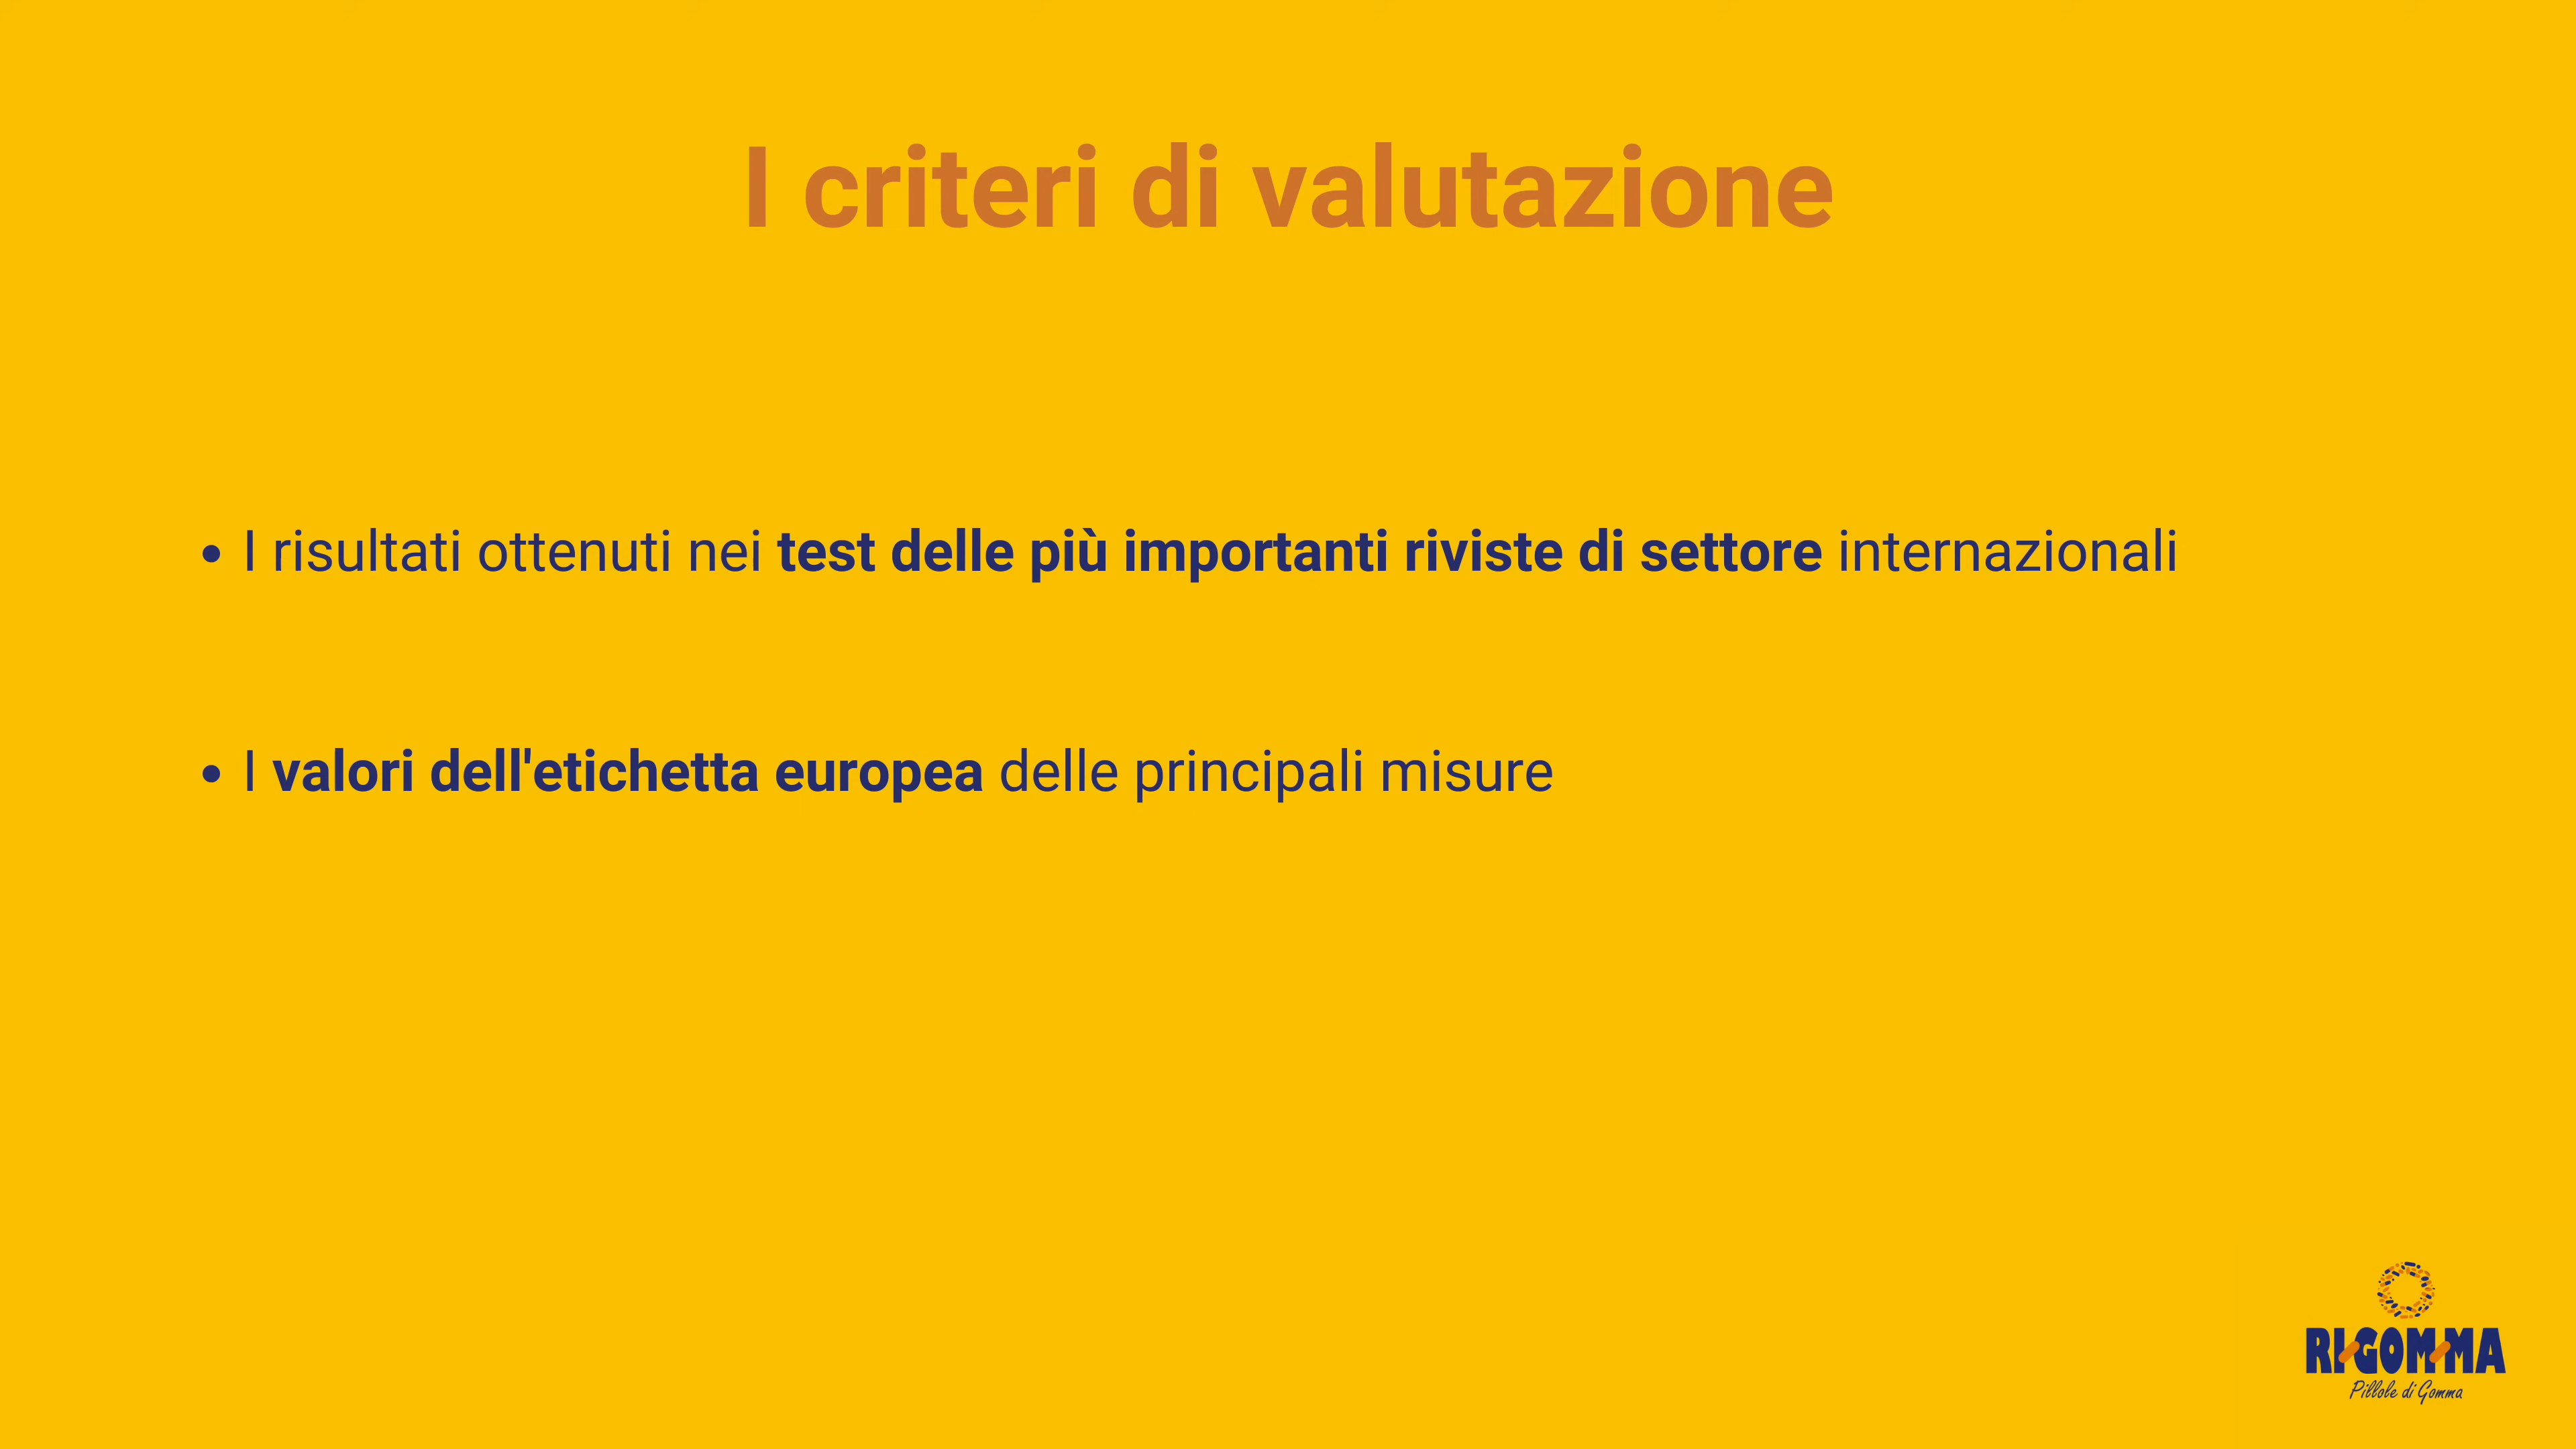 I criteri di valutazione
• I risultati ottenuti nei test delle più importanti riviste di settore internazionali
• I valori dell'etichetta europea delle principali misure
RI-GOM-MA
Pillole di Gomma